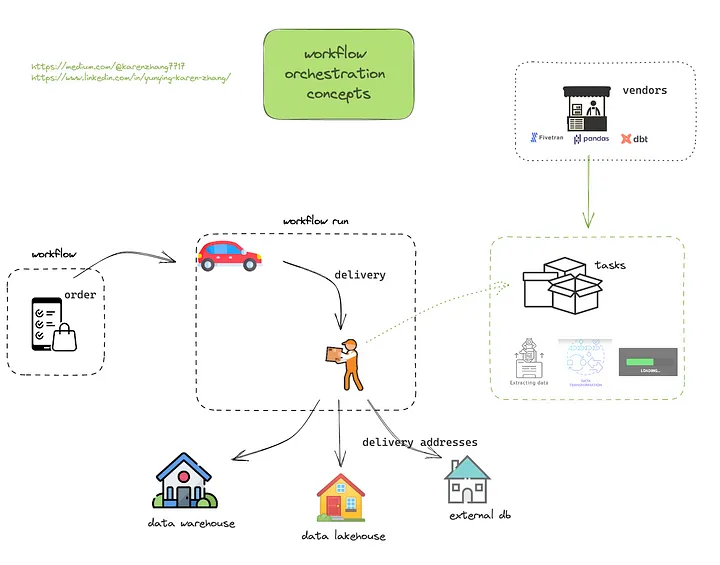 workflow
orchestration
concepts
https://medium.com/@karenzhang7717
https://www.linkedin.com/in/yunying-karen-zhang/
vendors
Fivetran
pandas
dbt
workflow run
workflow
order
delivery
tasks
Extracting data
DATA
TRANSFORMATION
LOADING...
delivery addresses
data warehouse
data lakehouse
external db